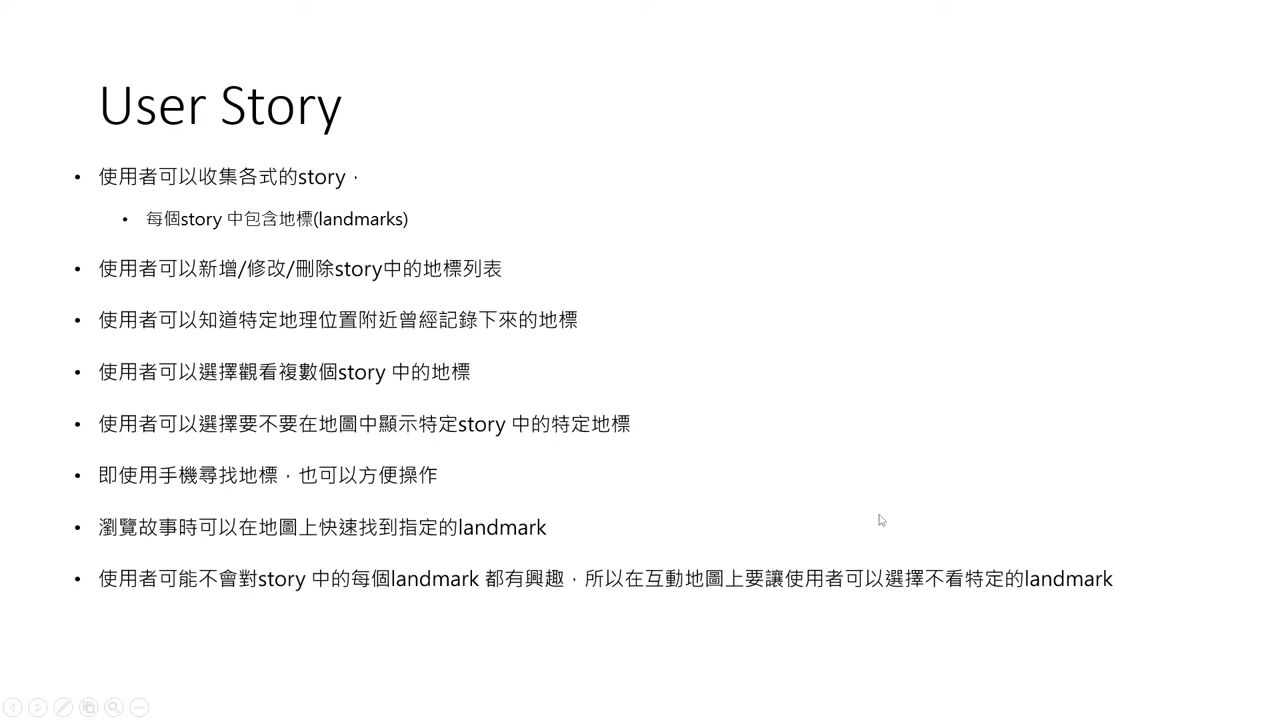 User Story
• 使用者可以收集各式的story，
• 每個story 中包含地標(landmarks)
• 使用者可以新增/修改/刪除story中的地標列表
• 使用者可以知道特定地理位置附近曾經記錄下來的地標
• 使用者可以選擇觀看複數個story 中的地標
• 使用者可以選擇要不要在地圖中顯示特定story 中的特定地標
• 即使用手機尋找地標，也可以方便操作
• 瀏覽故事時可以在地圖上快速找到指定的landmark
• 使用者可能不會對story 中的每個landmark 都有興趣，所以在互動地圖上要讓使用者可以選擇不看特定的landmark